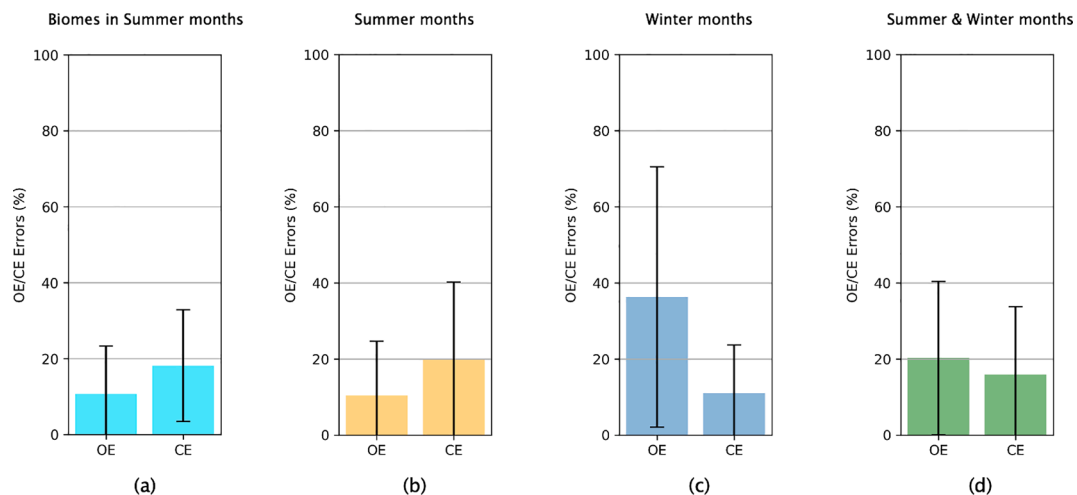 Biomes in Summer months
OE/CE Errors (%)
100
80
60
40
20
0
OE CE
(a)
Summer months
OE/CE Errors (%)
100
80
60
40
20
0
OE CE
(b)
Winter months
OE/CE Errors (%)
100
80
60
40
20
0
OE CE
(c)
Summer & Winter months
OE/CE Errors (%)
100
80
60
40
20
0
OE CE
(d)